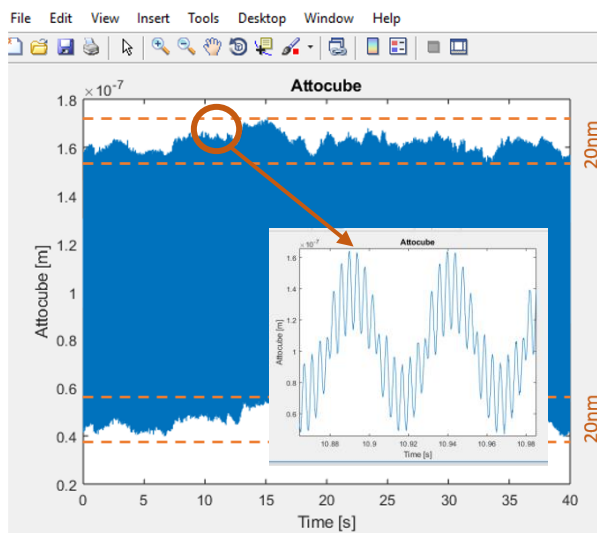 File Edit View Insert Tools Desktop Window Help
Attocube
×10^-7
1.8
1.6
1.4
1.2
1
0.8
0.6
0.4
0.2
0 5 10 15 20 25 30 35 40
Time [s]
Attocube [m]
20nm
20nm
Attocube
×10^-7
1.6
1.4
1.2
1
0.8
0.6
10.88 10.9 10.92 10.94 10.96 10.98
Time [s]
Attocube [m]